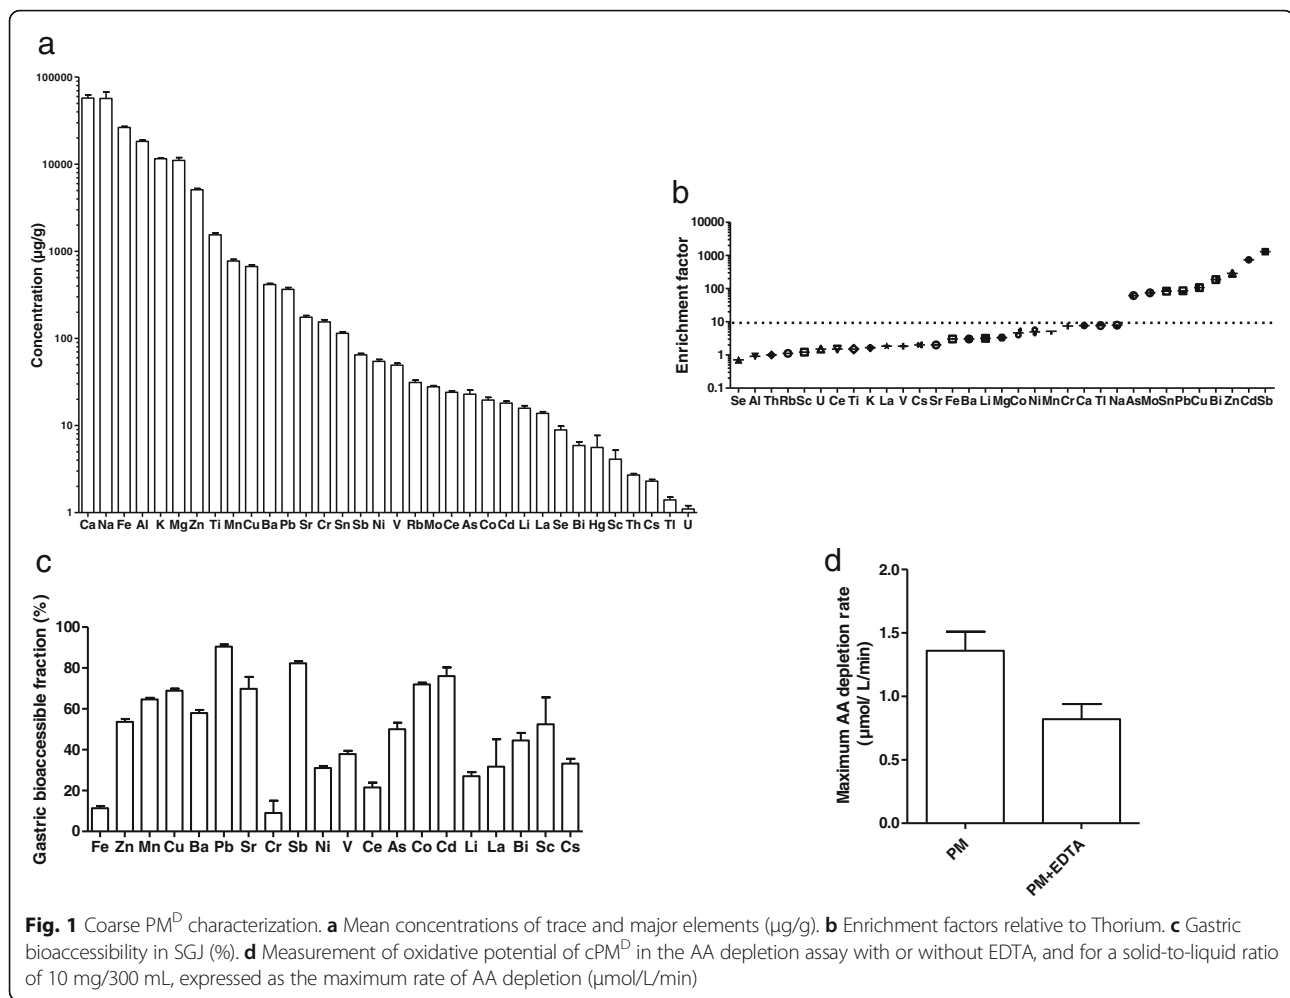 a
100000
10000
1000
100
10
1
Concentration (µg/g)
Ca Na Fe Al K Mg Zn Ti Mn Cu Ba Pb Sr Cr Sn Sb Ni V Rb Mo Ce As Co Cd Li La Se Bi Hg Sc Th Cs Tl U
b
10000
1000
100
10
1
0.1
Enrichment factor
Se Al Th Rb Sc U Ce Ti K La V Cs Sr Fe Ba Li Mg Co Ni Mn Cr Ca Tl Na As Mo Sn Pb Cu Bi Zn Cd Sb
c
100
80
60
40
20
0
Gastric bioaccessible fraction (%)
Fe Zn Mn Cu Ba Pb Sr Cr Sb Ni V Ce As Co Cd Li La Bi Sc Cs
d
2.0
1.5
1.0
0.5
0.0
Maximum AA depletion rate
(µmol/ L/min)
PM
PM+EDTA
Fig. 1 Coarse PMᴰ characterization. a Mean concentrations of trace and major elements (µg/g). b Enrichment factors relative to Thorium. c Gastric
bioaccessibility in SGJ (%). d Measurement of oxidative potential of cPMᴰ in the AA depletion assay with or without EDTA, and for a solid-to-liquid ratio
of 10 mg/300 mL, expressed as the maximum rate of AA depletion (µmol/L/min)